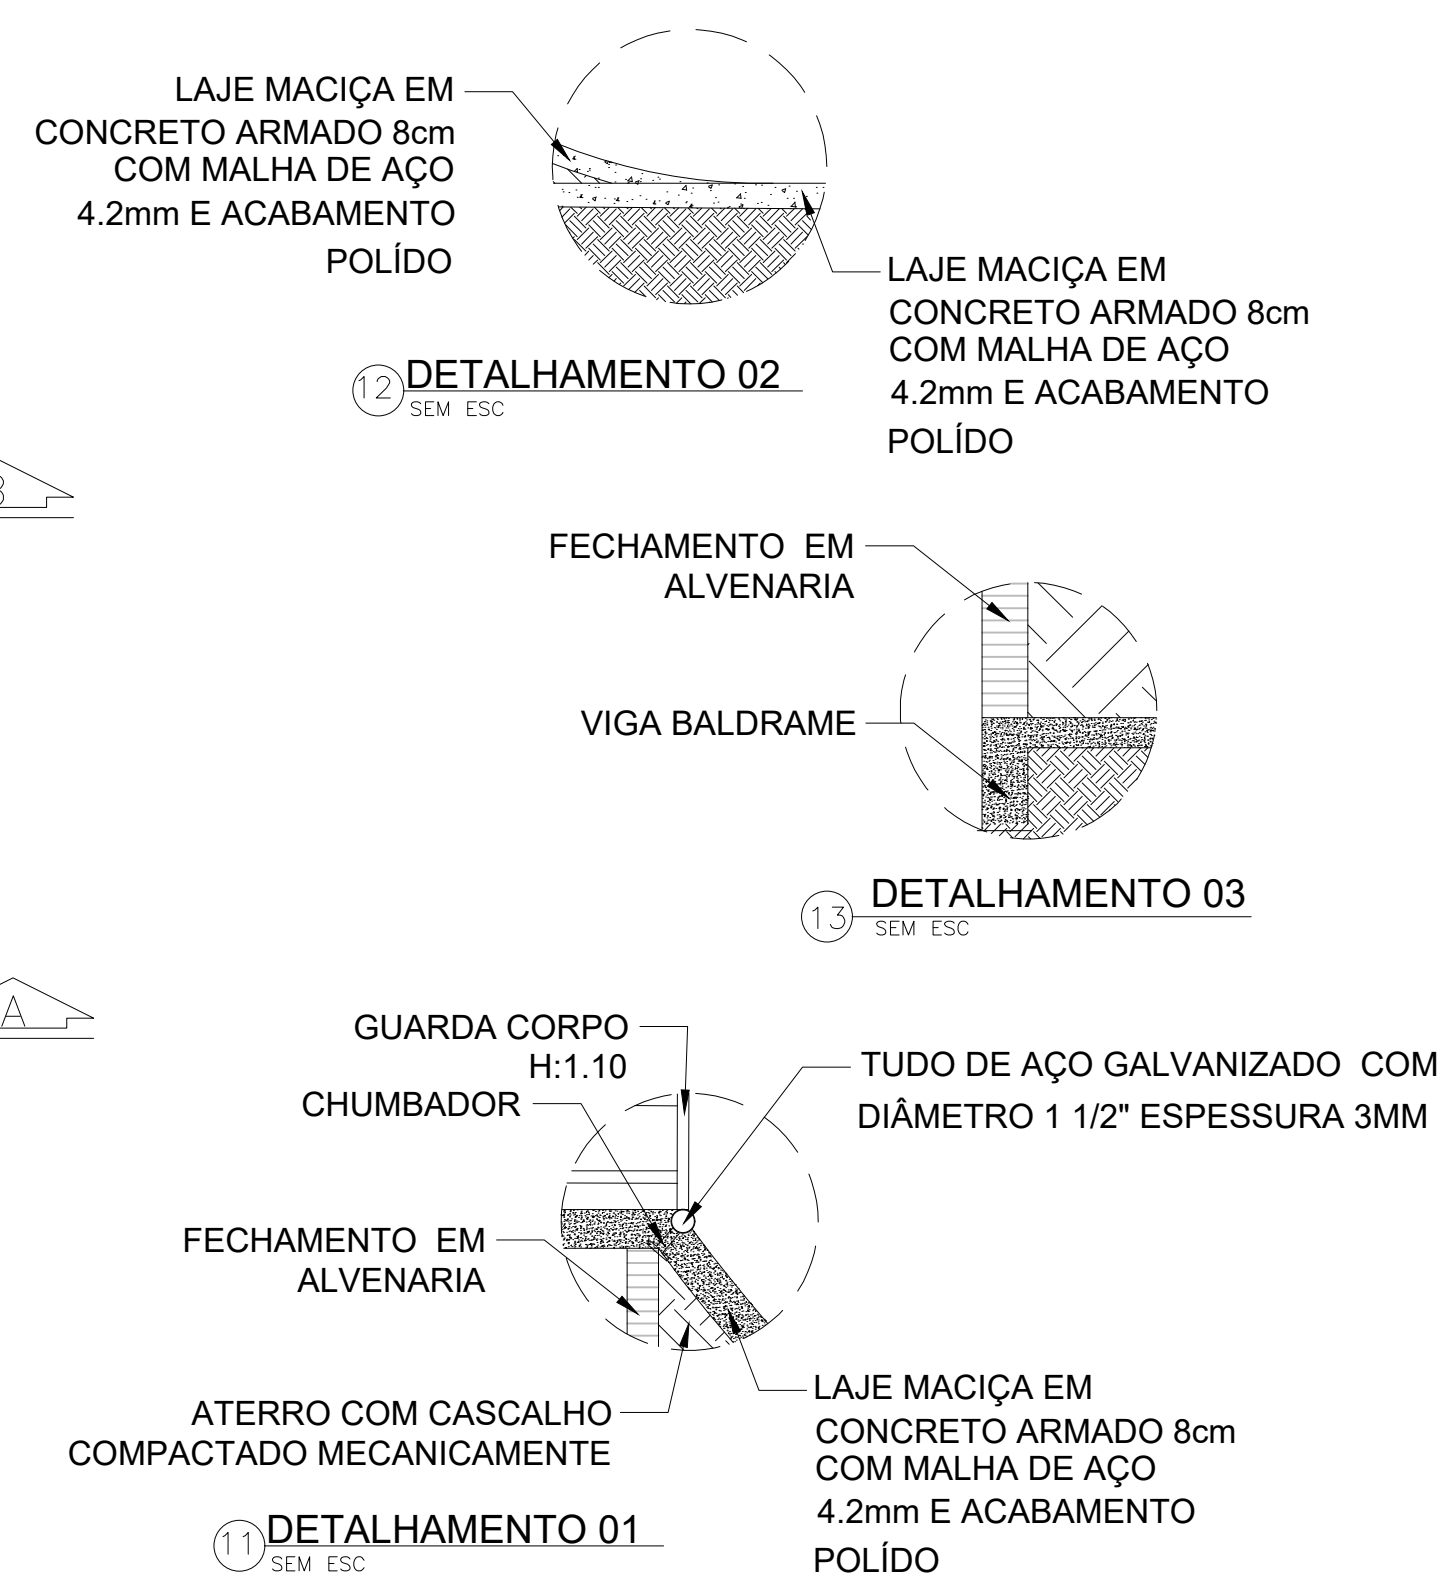 LAJE MACIÇA EM
CONCRETO ARMADO 8cm
COM MALHA DE AÇO
4.2mm E ACABAMENTO
POLÍDO
LAJE MACIÇA EM
CONCRETO ARMADO 8cm
COM MALHA DE AÇO
4.2mm E ACABAMENTO
POLÍDO
12 DETALHAMENTO 02
SEM ESC
FECHAMENTO EM
ALVENARIA
VIGA BALDRAME
13 DETALHAMENTO 03
SEM ESC
A
GUARDA CORPO
H:1.10
CHUMBADOR
TUDO DE AÇO GALVANIZADO COM
DIÂMETRO 1 1/2" ESPESSURA 3MM
FECHAMENTO EM
ALVENARIA
ATERRO COM CASCALHO
COMPACTADO MECANICAMENTE
LAJE MACIÇA EM
CONCRETO ARMADO 8cm
COM MALHA DE AÇO
4.2mm E ACABAMENTO
POLÍDO
11 DETALHAMENTO 01
SEM ESC